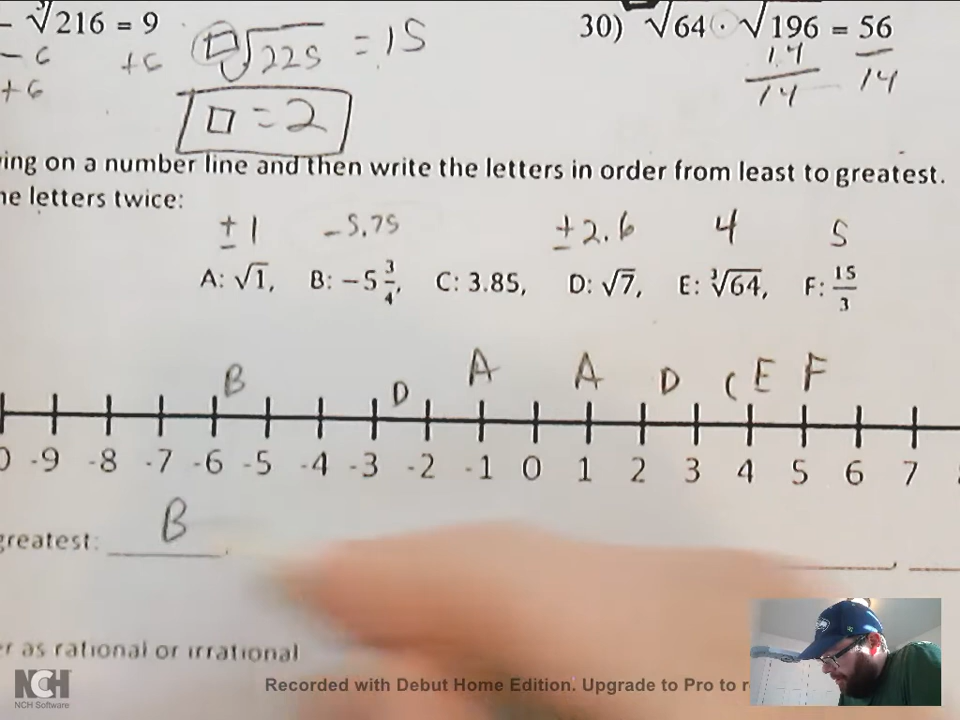 − ∛216 = 9
− 6 +6 □√225 = 15
+6
□ = 2
30) √64 · √196 = 56
14 14
14
ing on a number line and then write the letters in order from least to greatest.
letters twice:
±1 −5.75 ±2.6 4 5
A: √1, B: −5 3/4, C: 3.85, D: √7, E: ∛64, F: 15/3
B D A A D C E F
0 -9 -8 -7 -6 -5 -4 -3 -2 -1 0 1 2 3 4 5 6 7
greatest: B
as rational or irrational
NCH
NCH Software
Recorded with Debut Home Edition. Upgrade to Pro to